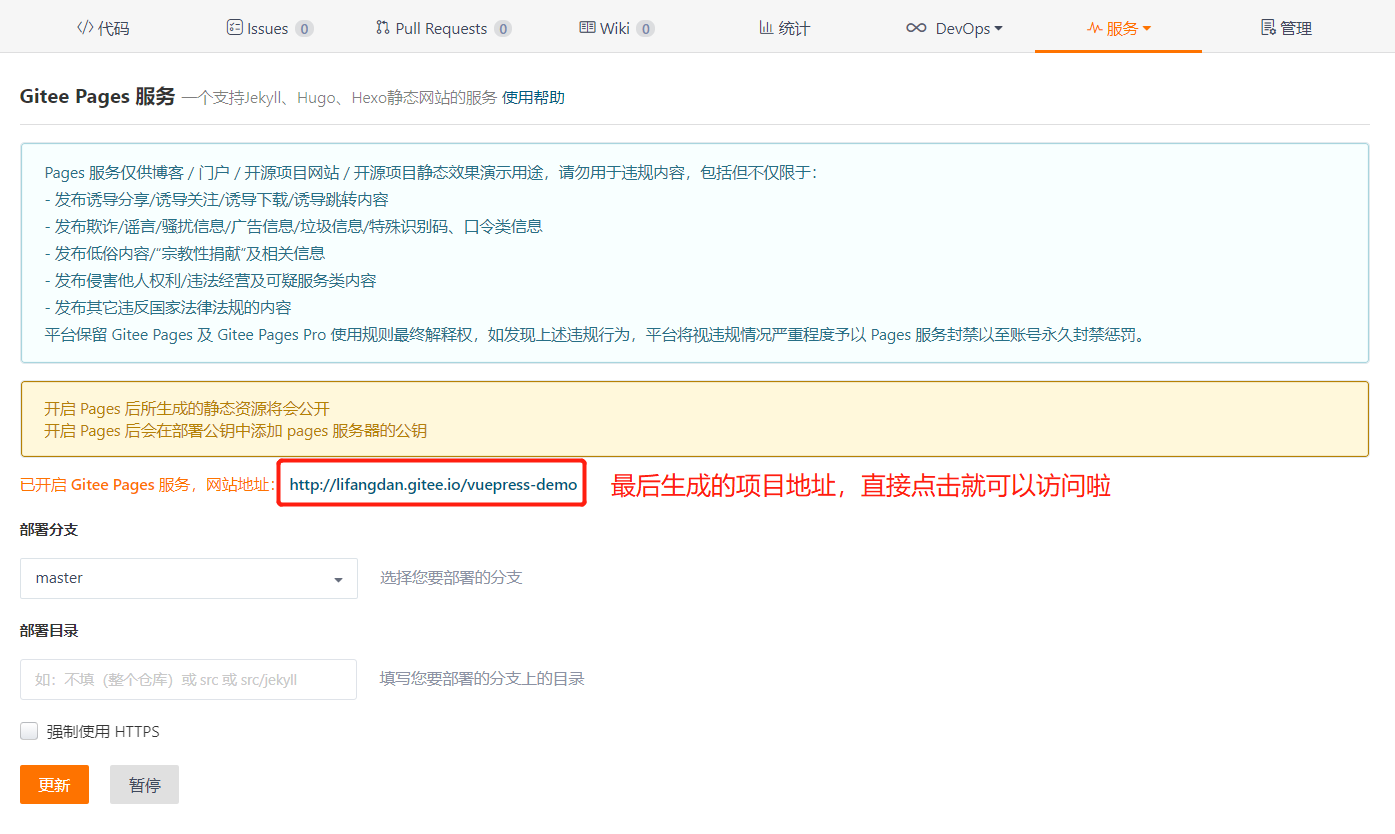 代码 Issues 0 Pull Requests 0 Wiki 0 统计 DevOps 服务 管理
Gitee Pages 服务 一个支持Jekyll、Hugo、Hexo静态网站的服务 使用帮助
Pages 服务仅供博客 / 门户 / 开源项目网站 / 开源项目静态效果演示用途，请勿用于违规内容，包括但不仅限于：
- 发布诱导分享/诱导关注/诱导下载/诱导跳转内容
- 发布欺诈/谣言/骚扰信息/广告信息/垃圾信息/特殊识别码、口令类信息
- 发布低俗内容/“宗教性捐献”及相关信息
- 发布侵害他人权利/违法经营及可疑服务类内容
- 发布其它违反国家法律法规的内容
平台保留 Gitee Pages 及 Gitee Pages Pro 使用规则最终解释权，如发现上述违规行为，平台将视违规情况严重程度予以 Pages 服务封禁以至账号永久封禁惩罚。
开启 Pages 后所生成的静态资源将会公开
开启 Pages 后会在部署公钥中添加 pages 服务器的公钥
已开启 Gitee Pages 服务，网站地址： http://lifangdan.gitee.io/vuepress-demo 最后生成的项目地址，直接点击就可以访问啦
部署分支
master 选择您要部署的分支
部署目录
如：不填（整个仓库）或 src 或 src/jekyll 填写您要部署的分支上的目录
强制使用 HTTPS
更新 暂停